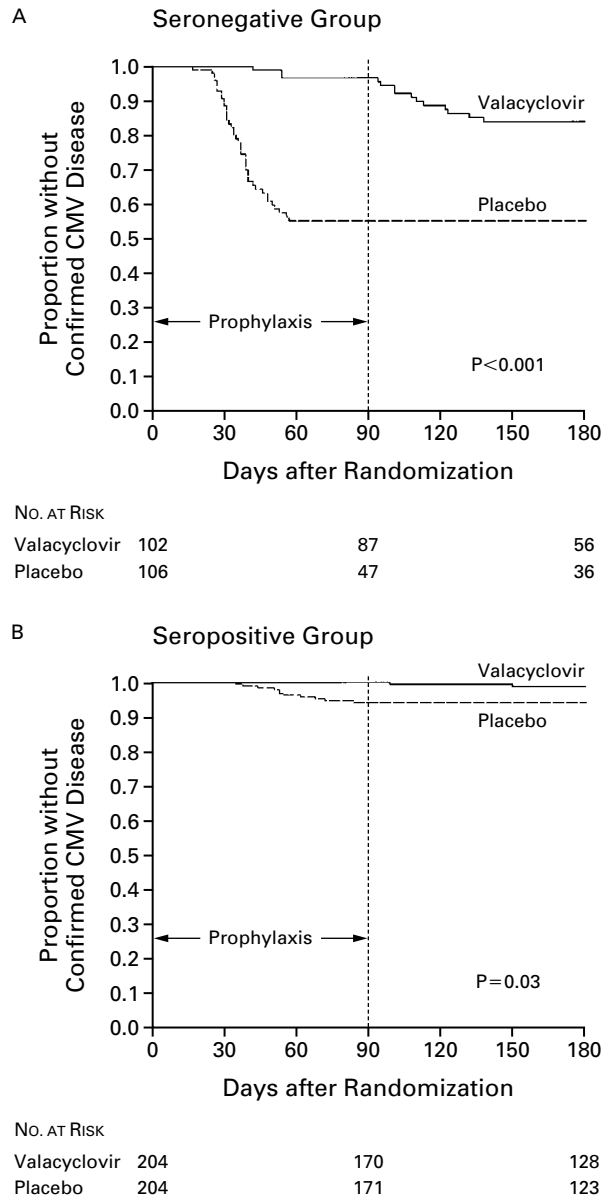 A
Seronegative Group
1.0
0.9
0.8
0.7
0.6
0.5
0.4
0.3
0.2
0.1
0.0
Proportion without
Confirmed CMV Disease
Valacyclovir
Placebo
Prophylaxis
P<0.001
0 30 60 90 120 150 180
Days after Randomization
NO. AT RISK
Valacyclovir 102 87 56
Placebo 106 47 36
B
Seropositive Group
1.0
0.9
0.8
0.7
0.6
0.5
0.4
0.3
0.2
0.1
0.0
Proportion without
Confirmed CMV Disease
Valacyclovir
Placebo
Prophylaxis
P=0.03
0 30 60 90 120 150 180
Days after Randomization
NO. AT RISK
Valacyclovir 204 170 128
Placebo 204 171 123